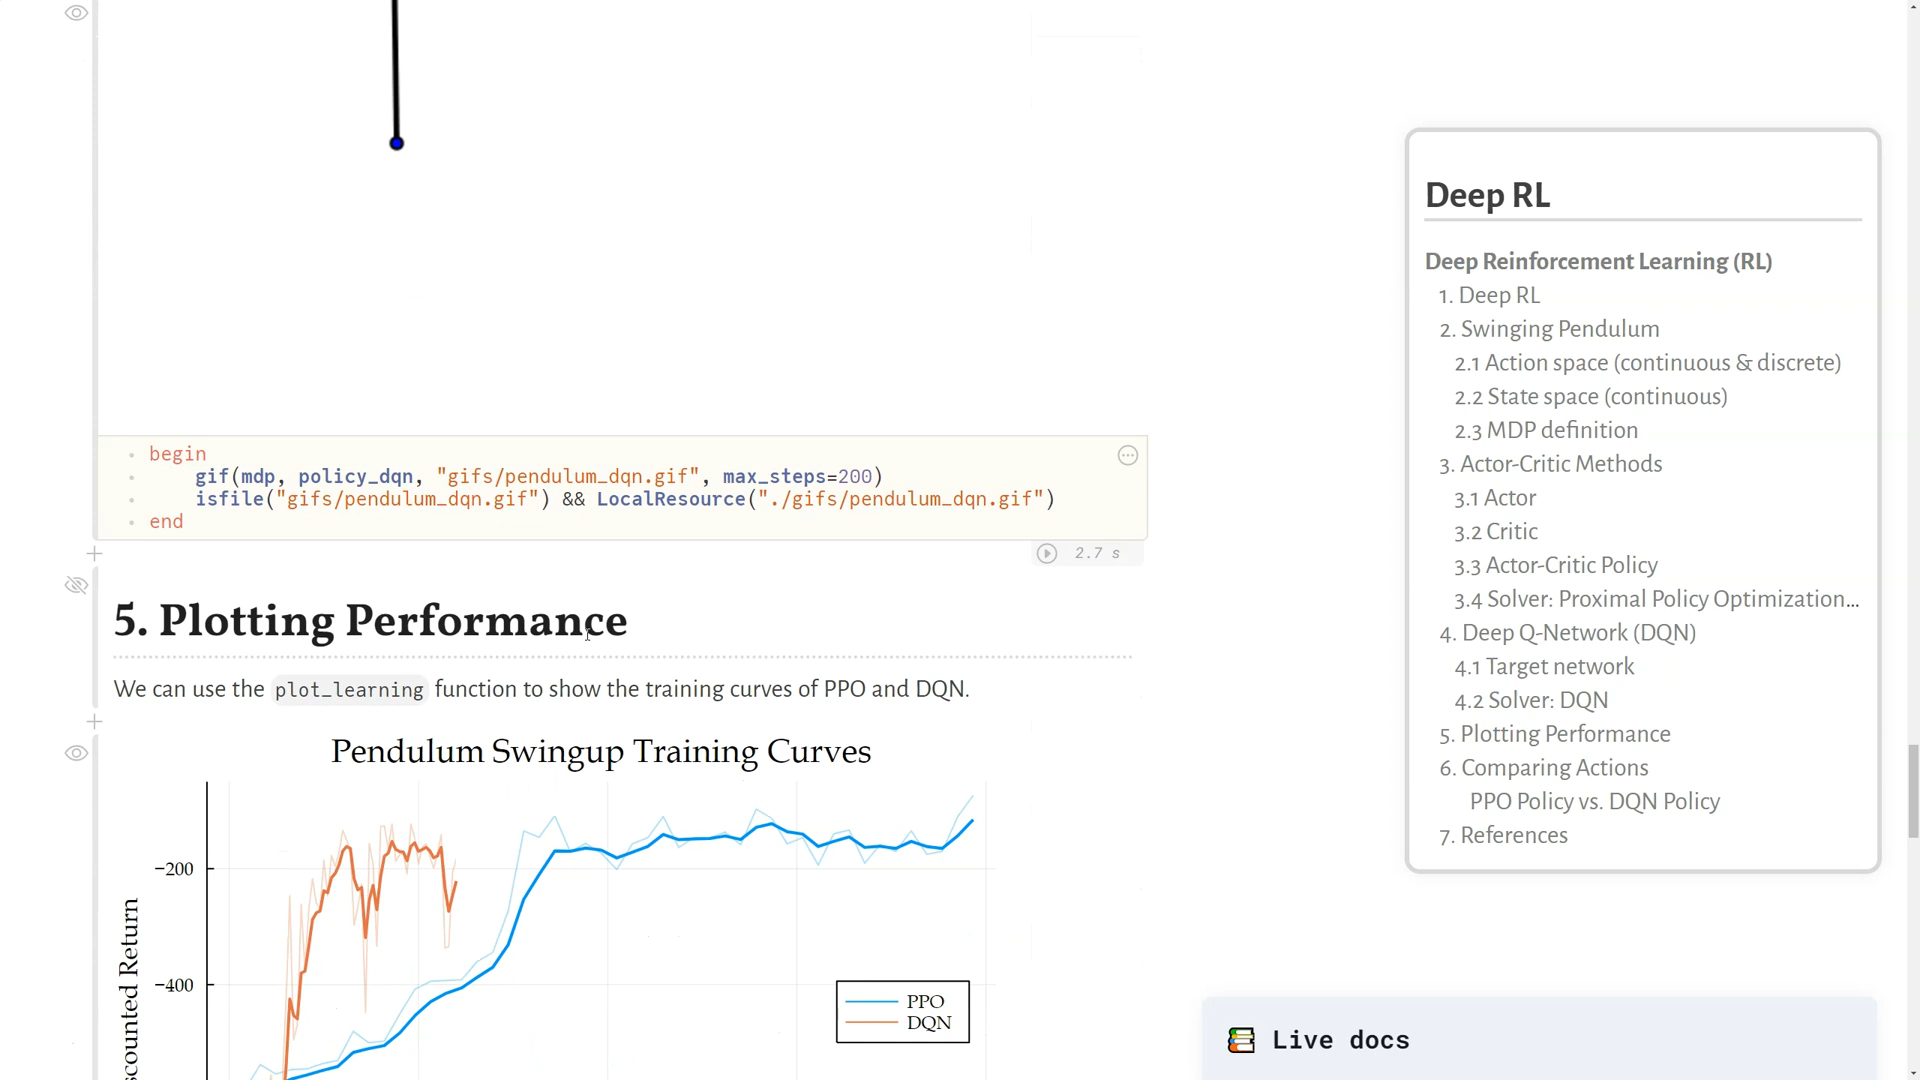 begin
gif(mdp, policy_dqn, "gifs/pendulum_dqn.gif", max_steps=200)
isfile("gifs/pendulum_dqn.gif") && LocalResource("./gifs/pendulum_dqn.gif")
end
2.7 s
5. Plotting Performance
We can use the plot_learning function to show the training curves of PPO and DQN.
Pendulum Swingup Training Curves
−200
−400
scounted Return
PPO
DQN
Deep RL
Deep Reinforcement Learning (RL)
1. Deep RL
2. Swinging Pendulum
2.1 Action space (continuous & discrete)
2.2 State space (continuous)
2.3 MDP definition
3. Actor-Critic Methods
3.1 Actor
3.2 Critic
3.3 Actor-Critic Policy
3.4 Solver: Proximal Policy Optimization...
4. Deep Q-Network (DQN)
4.1 Target network
4.2 Solver: DQN
5. Plotting Performance
6. Comparing Actions
PPO Policy vs. DQN Policy
7. References
Live docs